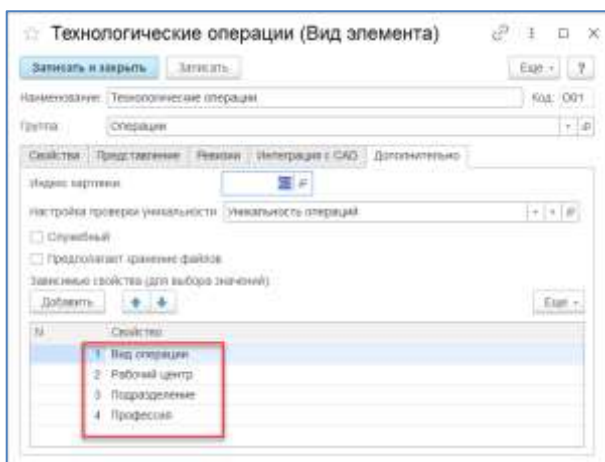 Технологические операции (Вид элемента)
Записать и закрыть Записать Еще ?
Наименование: Технологические операции Код: О01
Группа: Операции
Свойства Представление Ревизии Интеграция с CAD Дополнительно
Индекс картинки:
Настройка проверки уникальности: Уникальность операций
Служебный
Предполагает хранение файлов
Зависимые свойства (для выбора значений)
Добавить Еще
N Свойство
1 Вид операции
2 Рабочий центр
3 Подразделение
4 Профессия